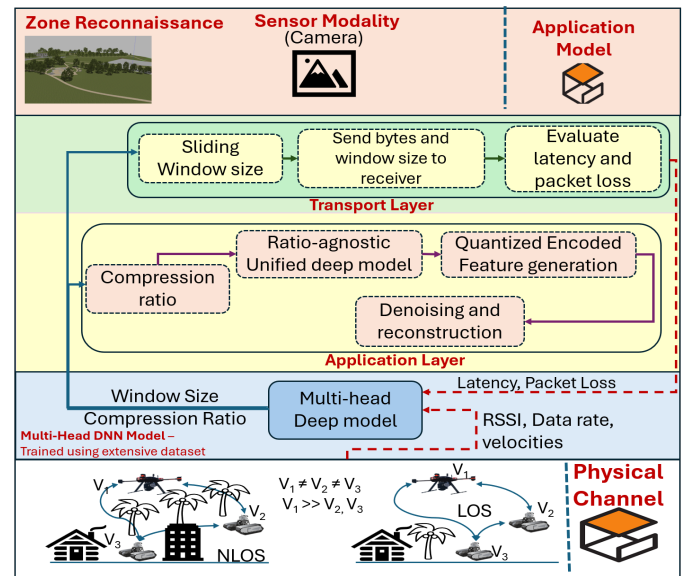 Zone Reconnaissance
Sensor Modality
(Camera)
Application
Model
Sliding
Window size
Send bytes and
window size to
receiver
Evaluate
latency and
packet loss
Transport Layer
Compression
ratio
Ratio-agnostic
Unified deep model
Quantized Encoded
Feature generation
Denoising and
reconstruction
Application Layer
Window Size
Compression Ratio
Multi-head
Deep model
Latency, Packet Loss
RSSI, Data rate,
velocities
Multi-Head DNN Model –
Trained using extensive dataset
V₁
V₂
V₃
NLOS
V₁ ≠ V₂ ≠ V₃
V₁ >> V₂, V₃
V₁
LOS
V₂
V₃
Physical
Channel